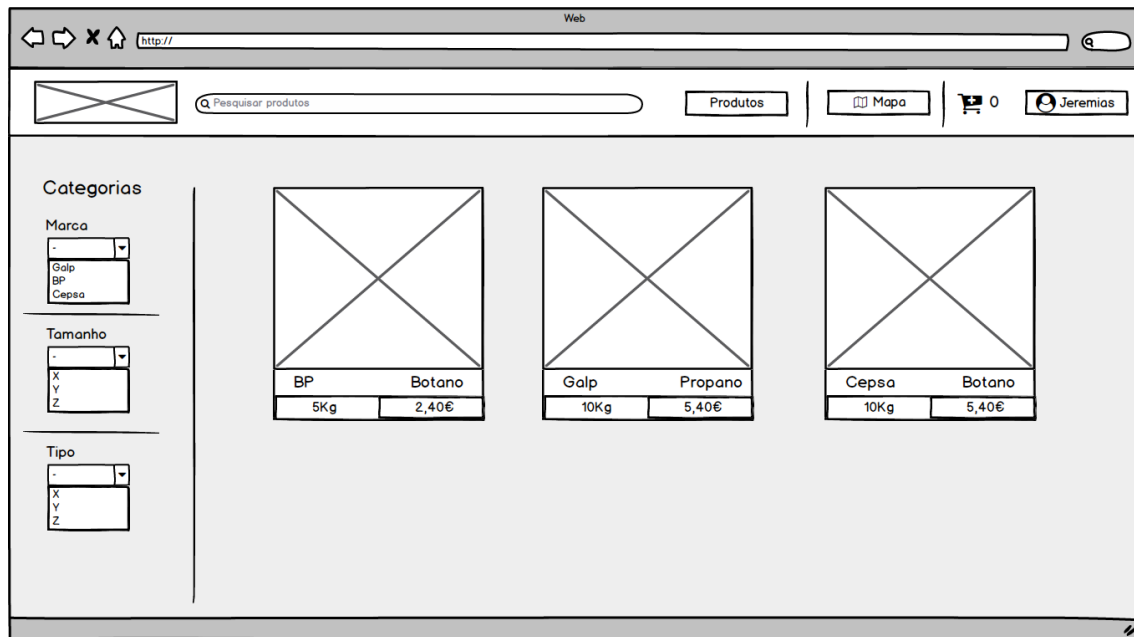 Web
http://
Pesquisar produtos
Produtos
Mapa
0
Jeremias
Categorias
Marca
-
Galp
BP
Cepsa
Tamanho
-
X
Y
Z
Tipo
-
X
Y
Z
BP Botano
5Kg 2,40€
Galp Propano
10Kg 5,40€
Cepsa Botano
10Kg 5,40€